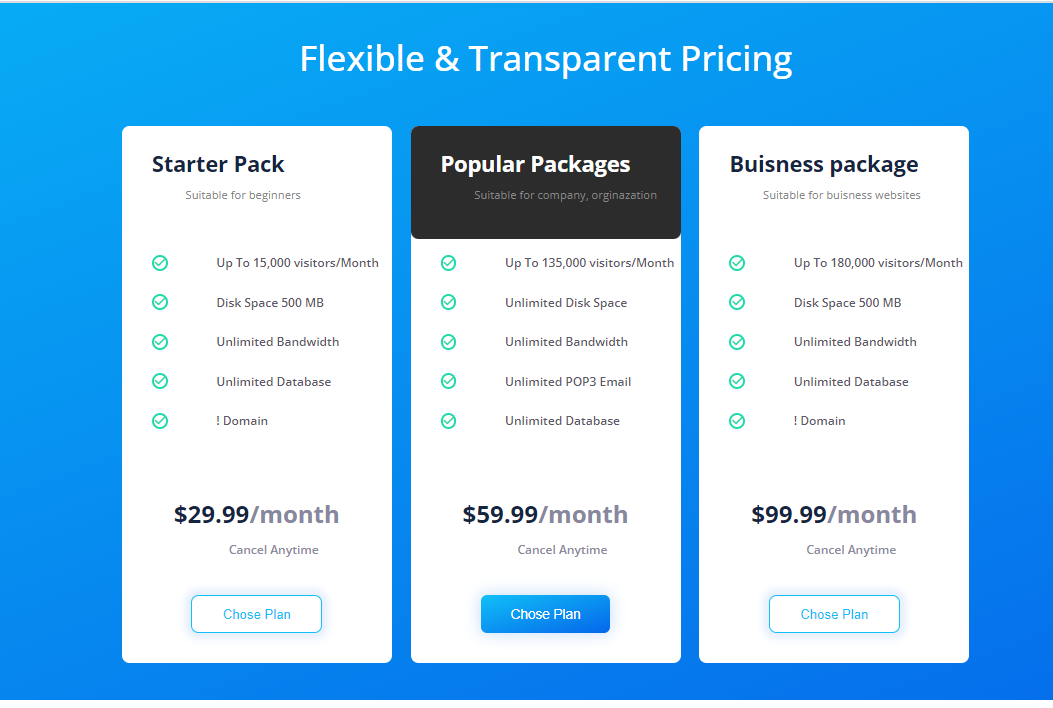 Flexible & Transparent Pricing
Starter Pack
Suitable for beginners
Up To 15,000 visitors/Month
Disk Space 500 MB
Unlimited Bandwidth
Unlimited Database
! Domain
$29.99/month
Cancel Anytime
Chose Plan
Popular Packages
Suitable for company, orginazation
Up To 135,000 visitors/Month
Unlimited Disk Space
Unlimited Bandwidth
Unlimited POP3 Email
Unlimited Database
$59.99/month
Cancel Anytime
Chose Plan
Buisness package
Suitable for buisness websites
Up To 180,000 visitors/Month
Disk Space 500 MB
Unlimited Bandwidth
Unlimited Database
! Domain
$99.99/month
Cancel Anytime
Chose Plan